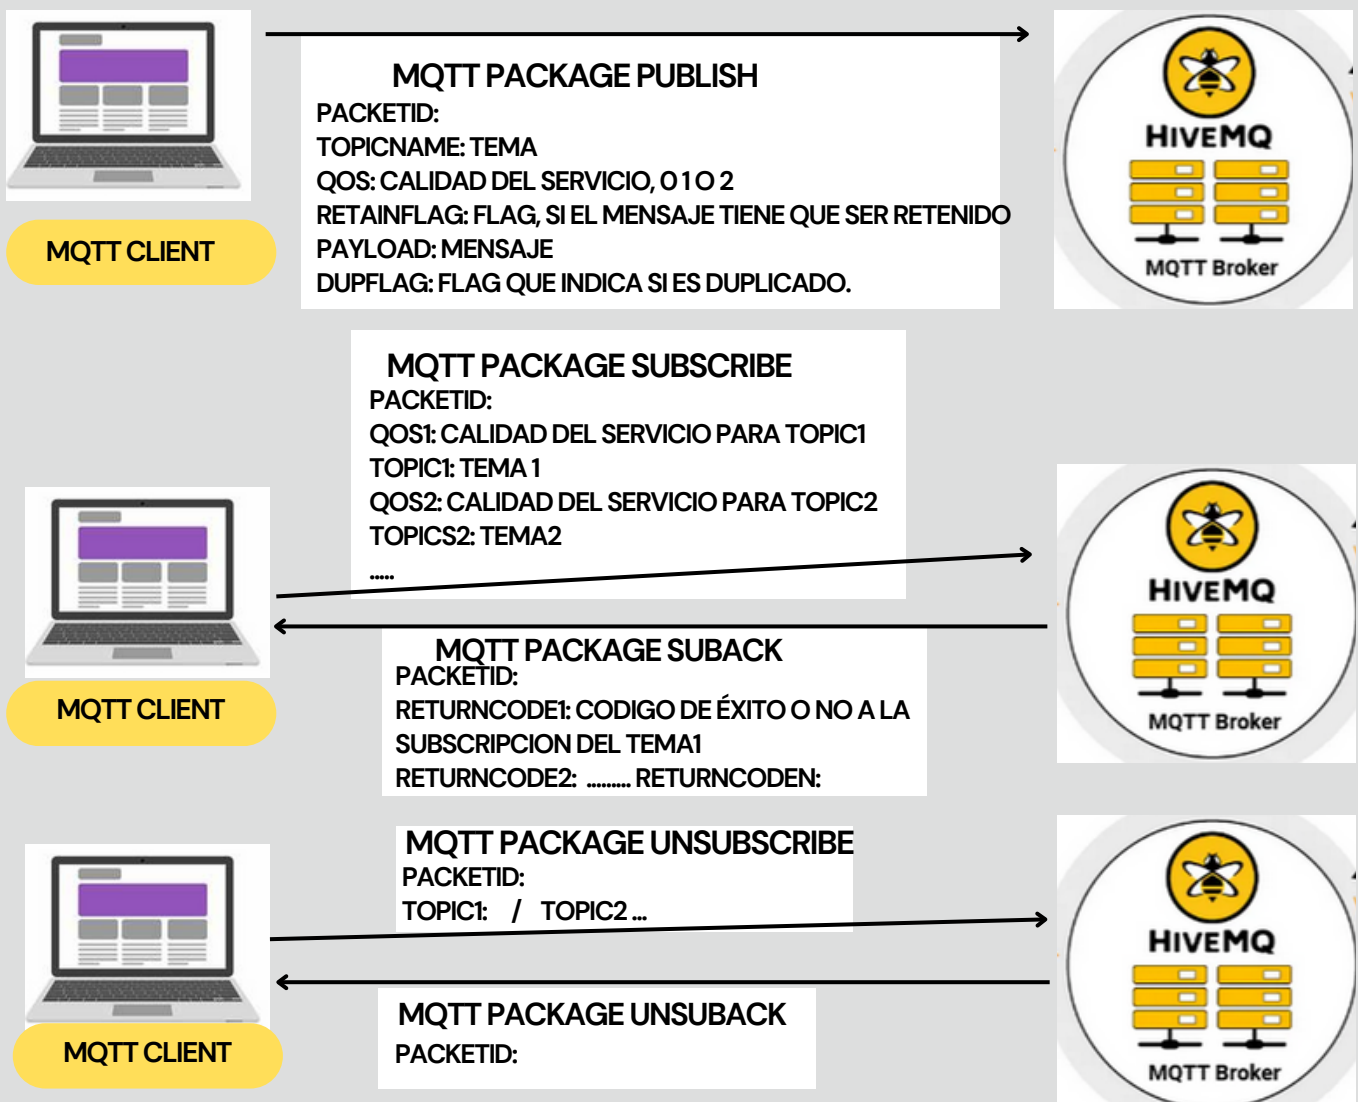 MQTT PACKAGE PUBLISH
PACKETID:
TOPICNAME: TEMA
QOS: CALIDAD DEL SERVICIO, 0 1 O 2
RETAINFLAG: FLAG, SI EL MENSAJE TIENE QUE SER RETENIDO
PAYLOAD: MENSAJE
DUPFLAG: FLAG QUE INDICA SI ES DUPLICADO.
MQTT CLIENT
HIVEMQ
MQTT Broker
MQTT PACKAGE SUBSCRIBE
PACKETID:
QOS1: CALIDAD DEL SERVICIO PARA TOPIC1
TOPIC1: TEMA 1
QOS2: CALIDAD DEL SERVICIO PARA TOPIC2
TOPICS2: TEMA2
.....
MQTT CLIENT
HIVEMQ
MQTT Broker
MQTT PACKAGE SUBACK
PACKETID:
RETURNCODE1: CODIGO DE ÉXITO O NO A LA
SUBSCRIPCION DEL TEMA1
RETURNCODE2: ......... RETURNCODEN:
MQTT PACKAGE UNSUBSCRIBE
PACKETID:
TOPIC1: / TOPIC2 ...
MQTT CLIENT
HIVEMQ
MQTT Broker
MQTT PACKAGE UNSUBACK
PACKETID: